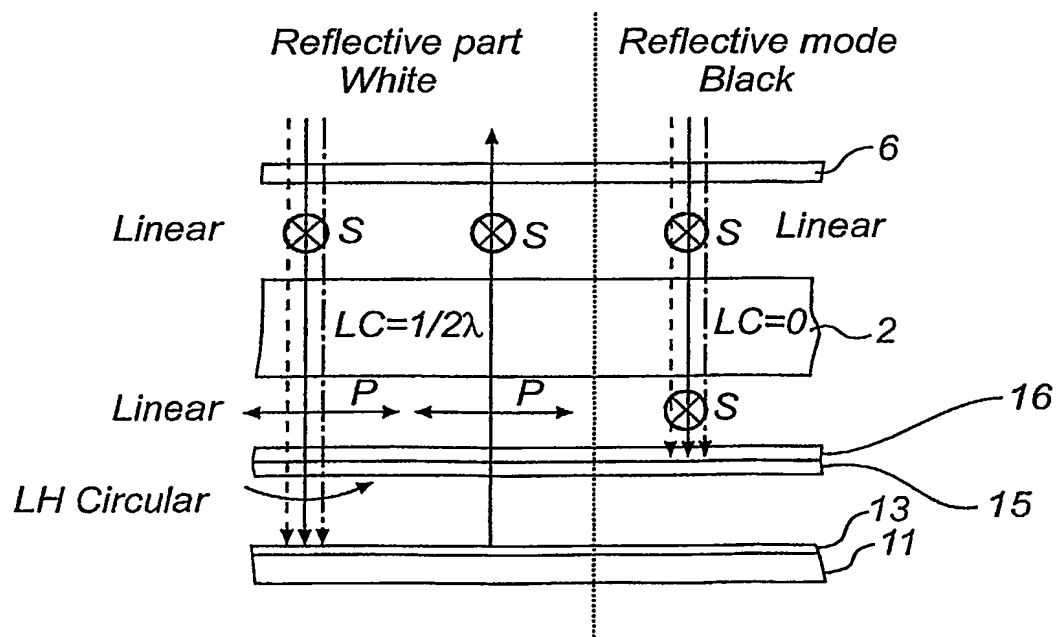 Reflective part
White
Reflective mode
Black
6
Linear S S S Linear
LC=1/2λ LC=0 2
Linear P P S
16
15
LH Circular
13
11